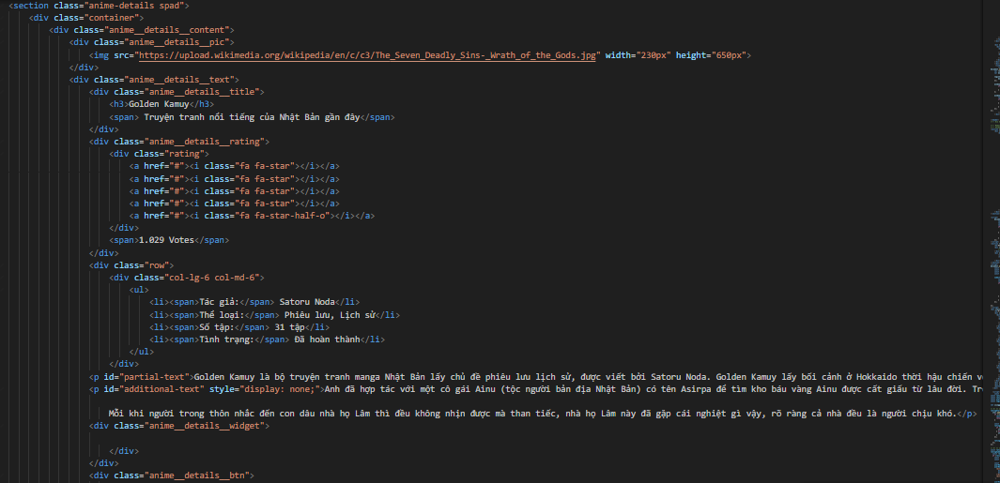 <section class="anime-details spad">
<div class="container">
<div class="anime__details__content">
<div class="anime__details__pic">
<img src="https://upload.wikimedia.org/wikipedia/en/c/c3/The_Seven_Deadly_Sins-_Wrath_of_the_Gods.jpg" width="230px" height="650px">
</div>
<div class="anime__details__text">
<div class="anime__details__title">
<h3>Golden Kamuy</h3>
<span> Truyện tranh nổi tiếng của Nhật Bản gần đây</span>
</div>
<div class="anime__details__rating">
<div class="rating">
<a href="#"><i class="fa fa-star"></i></a>
<a href="#"><i class="fa fa-star"></i></a>
<a href="#"><i class="fa fa-star"></i></a>
<a href="#"><i class="fa fa-star"></i></a>
<a href="#"><i class="fa fa-star-half-o"></i></a>
</div>
<span>1.029 Votes</span>
</div>
<div class="row">
<div class="col-lg-6 col-md-6">
<ul>
<li><span>Tác giả:</span> Satoru Noda</li>
<li><span>Thể loại:</span> Phiêu lưu, Lịch sử</li>
<li><span>Số tập:</span> 31 tập</li>
<li><span>Tình trạng:</span> Đã hoàn thành</li>
</ul>
</div>
<p id="partial-text">Golden Kamuy là bộ truyện tranh manga Nhật Bản lấy chủ đề phiêu lưu lịch sử, được viết bởi Satoru Noda. Golden Kamuy lấy bối cảnh ở Hokkaido thời hậu chiến
<p id="additional-text" style="display: none;">Anh đã hợp tác với một cô gái Ainu (tộc người bản địa Nhật Bản) có tên Asirpa để tìm kho báu vàng Ainu được cất giấu từ lâu đời.
Mỗi khi người trong thôn nhắc đến con dâu nhà họ Lâm thì đều không nhịn được mà than tiếc, nhà họ Lâm này đã gặp cái nghiệt gì vậy, rõ ràng cả nhà đều là người chịu khó.</p>
<div class="anime__details__widget">
</div>
</div>
<div class="anime__details__btn">